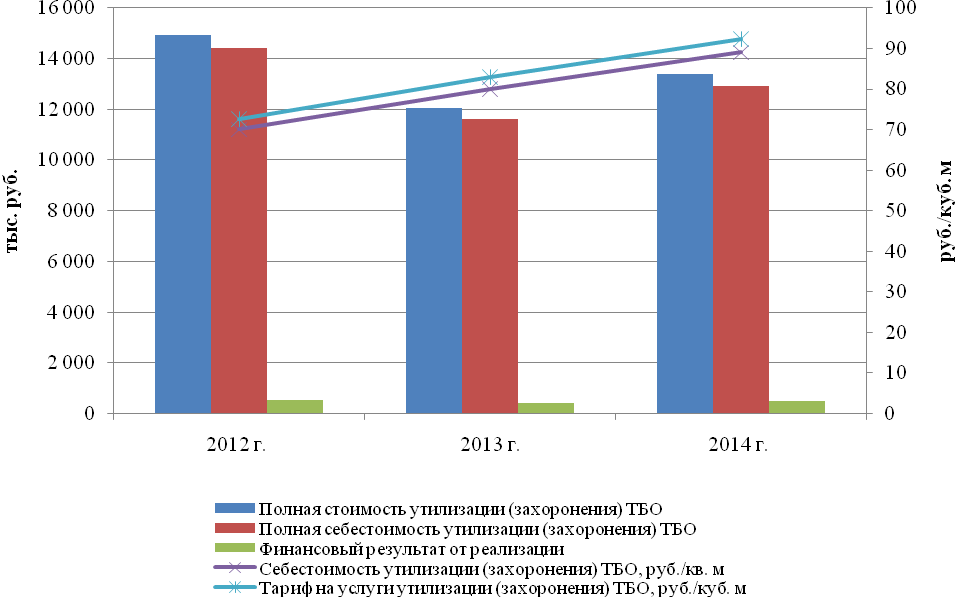 16 000
14 000
12 000
10 000
8 000
6 000
4 000
2 000
0
тыс. руб.
100
90
80
70
60
50
40
30
20
10
0
руб./куб.м
2012 г.
2013 г.
2014 г.
Полная стоимость утилизации (захоронения) ТБО
Полная себестоимость утилизации (захоронения) ТБО
Финансовый результат от реализации
Себестоимость утилизации (захоронения) ТБО, руб./кв. м
Тариф на услуги утилизации (захоронения) ТБО, руб./куб. м